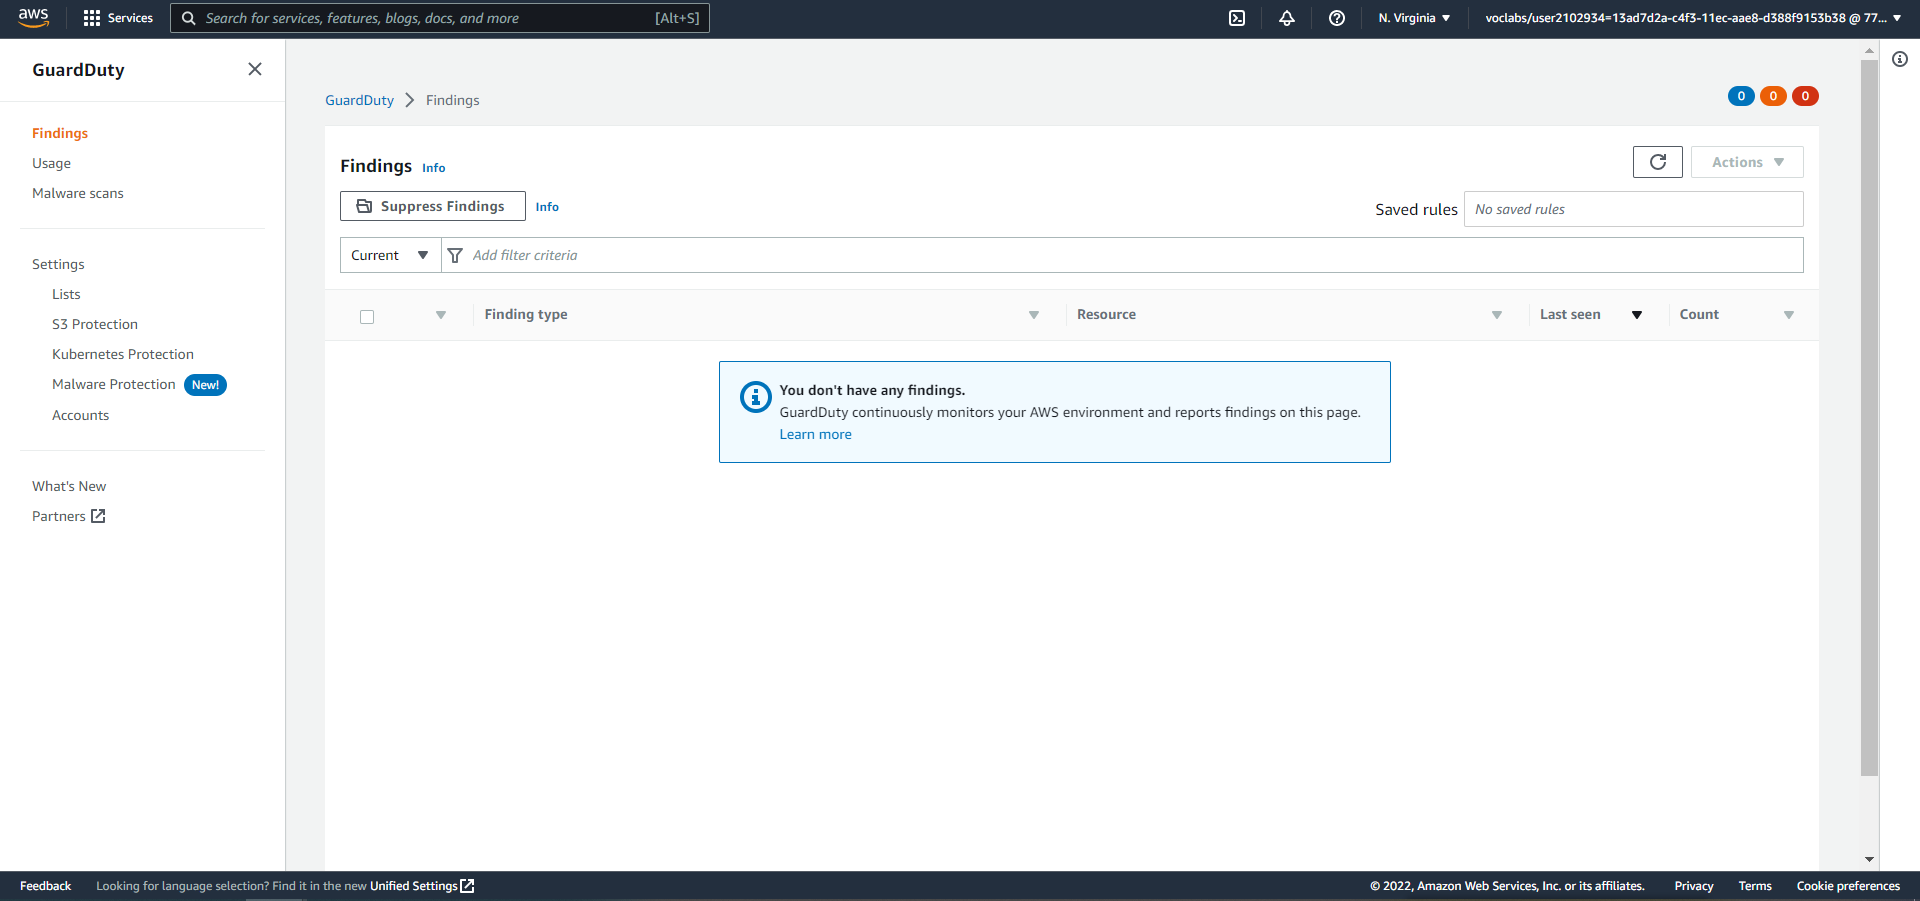 aws
Services
Search for services, features, blogs, docs, and more [Alt+S]
N. Virginia
voclabs/user2102934=13ad7d2a-c4f3-11ec-aae8-d388f9153b38 @ 77...
GuardDuty
Findings
Usage
Malware scans
Settings
Lists
S3 Protection
Kubernetes Protection
Malware Protection New!
Accounts
What's New
Partners
GuardDuty Findings
0 0 0
Findings Info
Actions
Suppress Findings Info
Saved rules No saved rules
Current Add filter criteria
Finding type Resource Last seen Count
You don't have any findings.
GuardDuty continuously monitors your AWS environment and reports findings on this page.
Learn more
Feedback Looking for language selection? Find it in the new Unified Settings
© 2022, Amazon Web Services, Inc. or its affiliates. Privacy Terms Cookie preferences